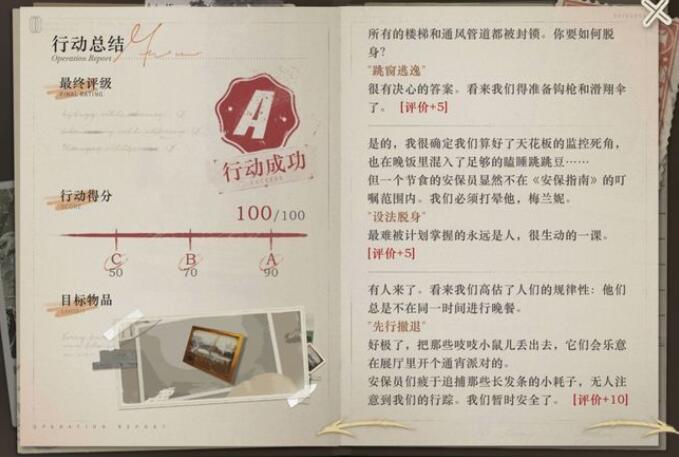 行动总结
Operation Report
最终评级
FINAL RATING
A
行动成功
SUCCESS
行动得分
SCORE
100/100
C
B
A
50
70
90
目标物品
OPERATION REPORT
所有的楼梯和通风管道都被封锁。你要如何脱
身?
"跳窗逃逸"
很有决心的答案。看来我们得准备钩枪和滑翔伞
了。 [评价+5]
是的,我很确定我们算好了天花板的监控死角,
也在晚饭里混入了足够的瞌睡跳跳豆……
但一个节食的安保员显然不在《安保指南》的叮
嘱范围内。我们必须打晕他,梅兰妮。
"设法脱身"
最难被计划掌握的永远是人,很生动的一课。
[评价+5]
有人来了。看来我们高估了人们的规律性:他们
总是不在同一时间进行晚餐。
"先行撤退"
好极了,把那些吱吱小鼠儿丢出去,它们会乐意
在展厅里开个通宵派对的。
安保员们疲于追捕那些长发条的小耗子,无人注
意到我们的行踪。我们暂时安全了。 [评价+10]